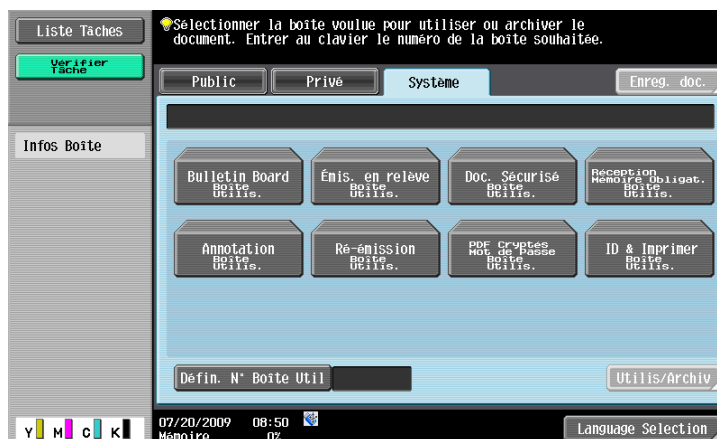 Liste Tâches
Vérifier
Tâche
Sélectionner la boîte voulue pour utiliser ou archiver le
document. Entrer au clavier le numéro de la boîte souhaitée.
Public
Privé
Système
Enreg. doc.
Infos Boîte
Bulletin Board
Boîte
Utilis.
Émis. en relève
Boîte
Utilis.
Doc. Sécurisé
Boîte
Utilis.
Réception
Mémoire Obligat.
Boîte
Utilis.
Annotation
Boîte
Utilis.
Ré-émission
Boîte
Utilis.
PDF Cryptés
Mot de Passe
Boîte
Utilis.
ID & Imprimer
Boîte
Utilis.
Défin. N° Boîte Util
Utilis/Archiv
Y M C K
07/20/2009 08:50
Mémoire 0%
Language Selection